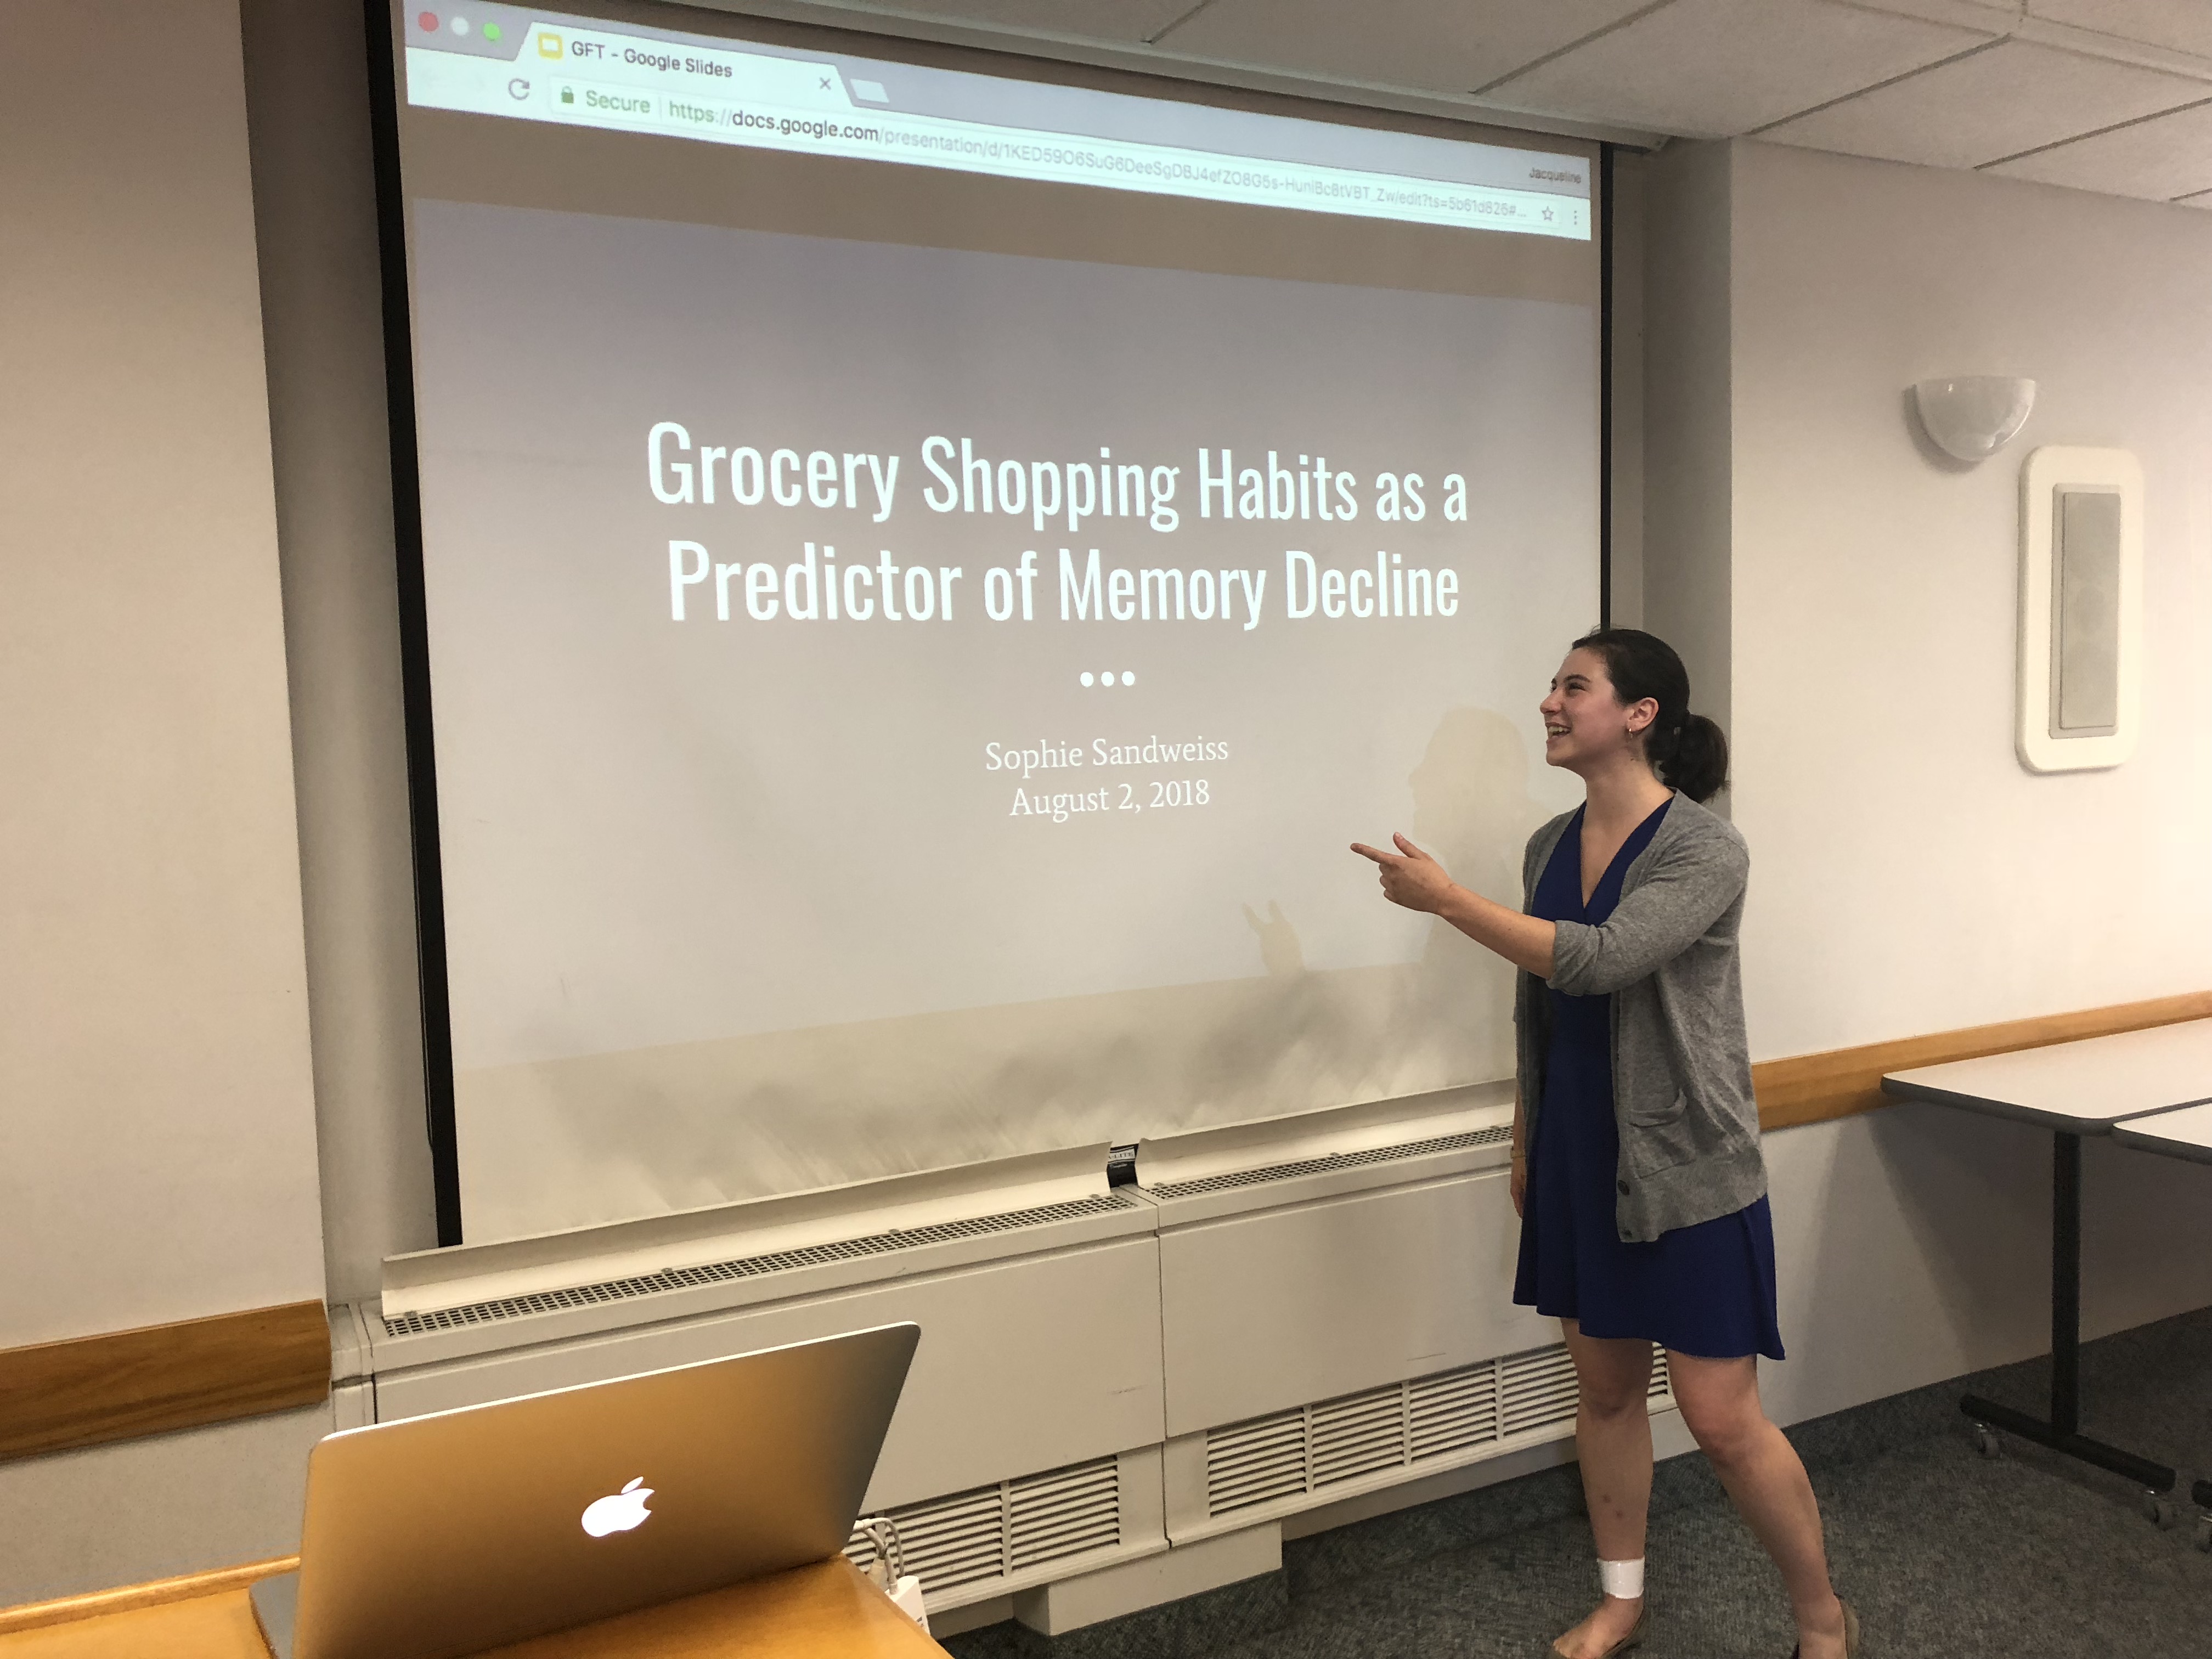 GFT - Google Slides
Jacqueline
Secure https://docs.google.com/presentation/d/1KED59O6SuG6DeeSgDBJ4efZO8G5s-HuniBc8tVBT_Zw/edit?ts=5b61d826#...
Grocery Shopping Habits as a
Predictor of Memory Decline
Sophie Sandweiss
August 2, 2018